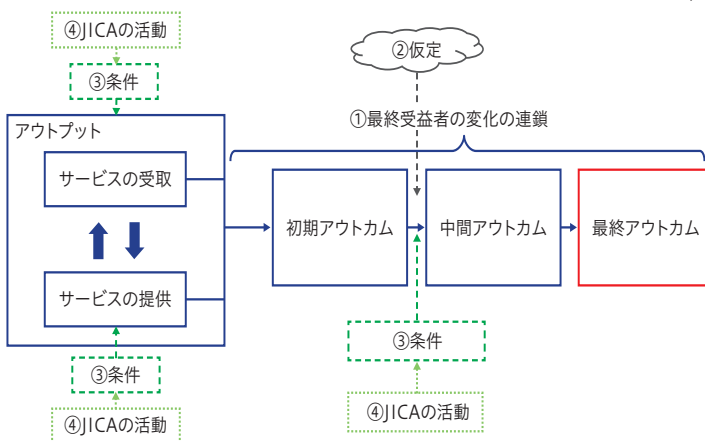 ④JICAの活動
③条件
②仮定
①最終受益者の変化の連鎖
アウトプット
サービスの受取
サービスの提供
初期アウトカム
中間アウトカム
最終アウトカム
③条件
④JICAの活動
③条件
④JICAの活動